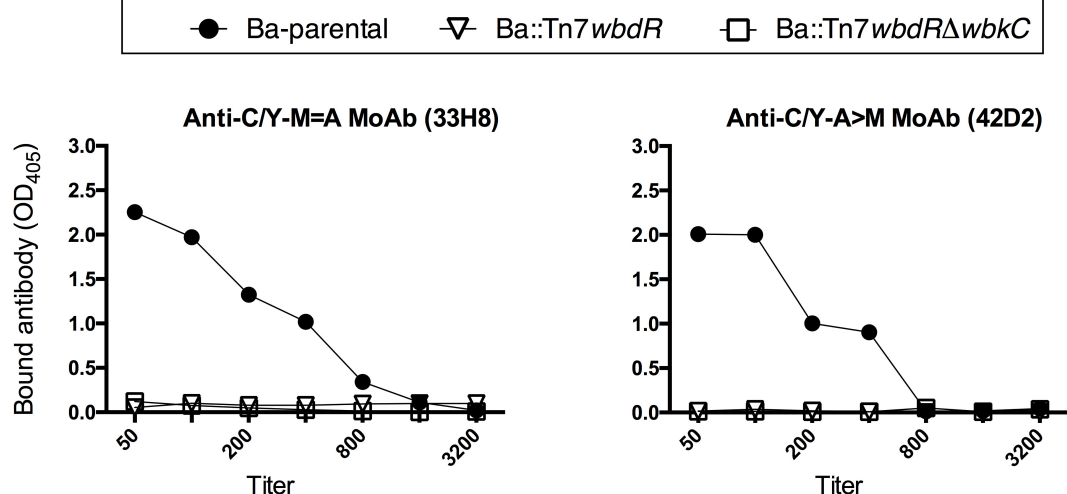 Ba-parental Ba::Tn7wbdR Ba::Tn7wbdRΔwbkC
Anti-C/Y-M=A MoAb (33H8)
Bound antibody (OD405)
3.0
2.5
2.0
1.5
1.0
0.5
0.0
50 200 800 3200
Titer
Anti-C/Y-A>M MoAb (42D2)
3.0
2.5
2.0
1.5
1.0
0.5
0.0
50 200 800 3200
Titer